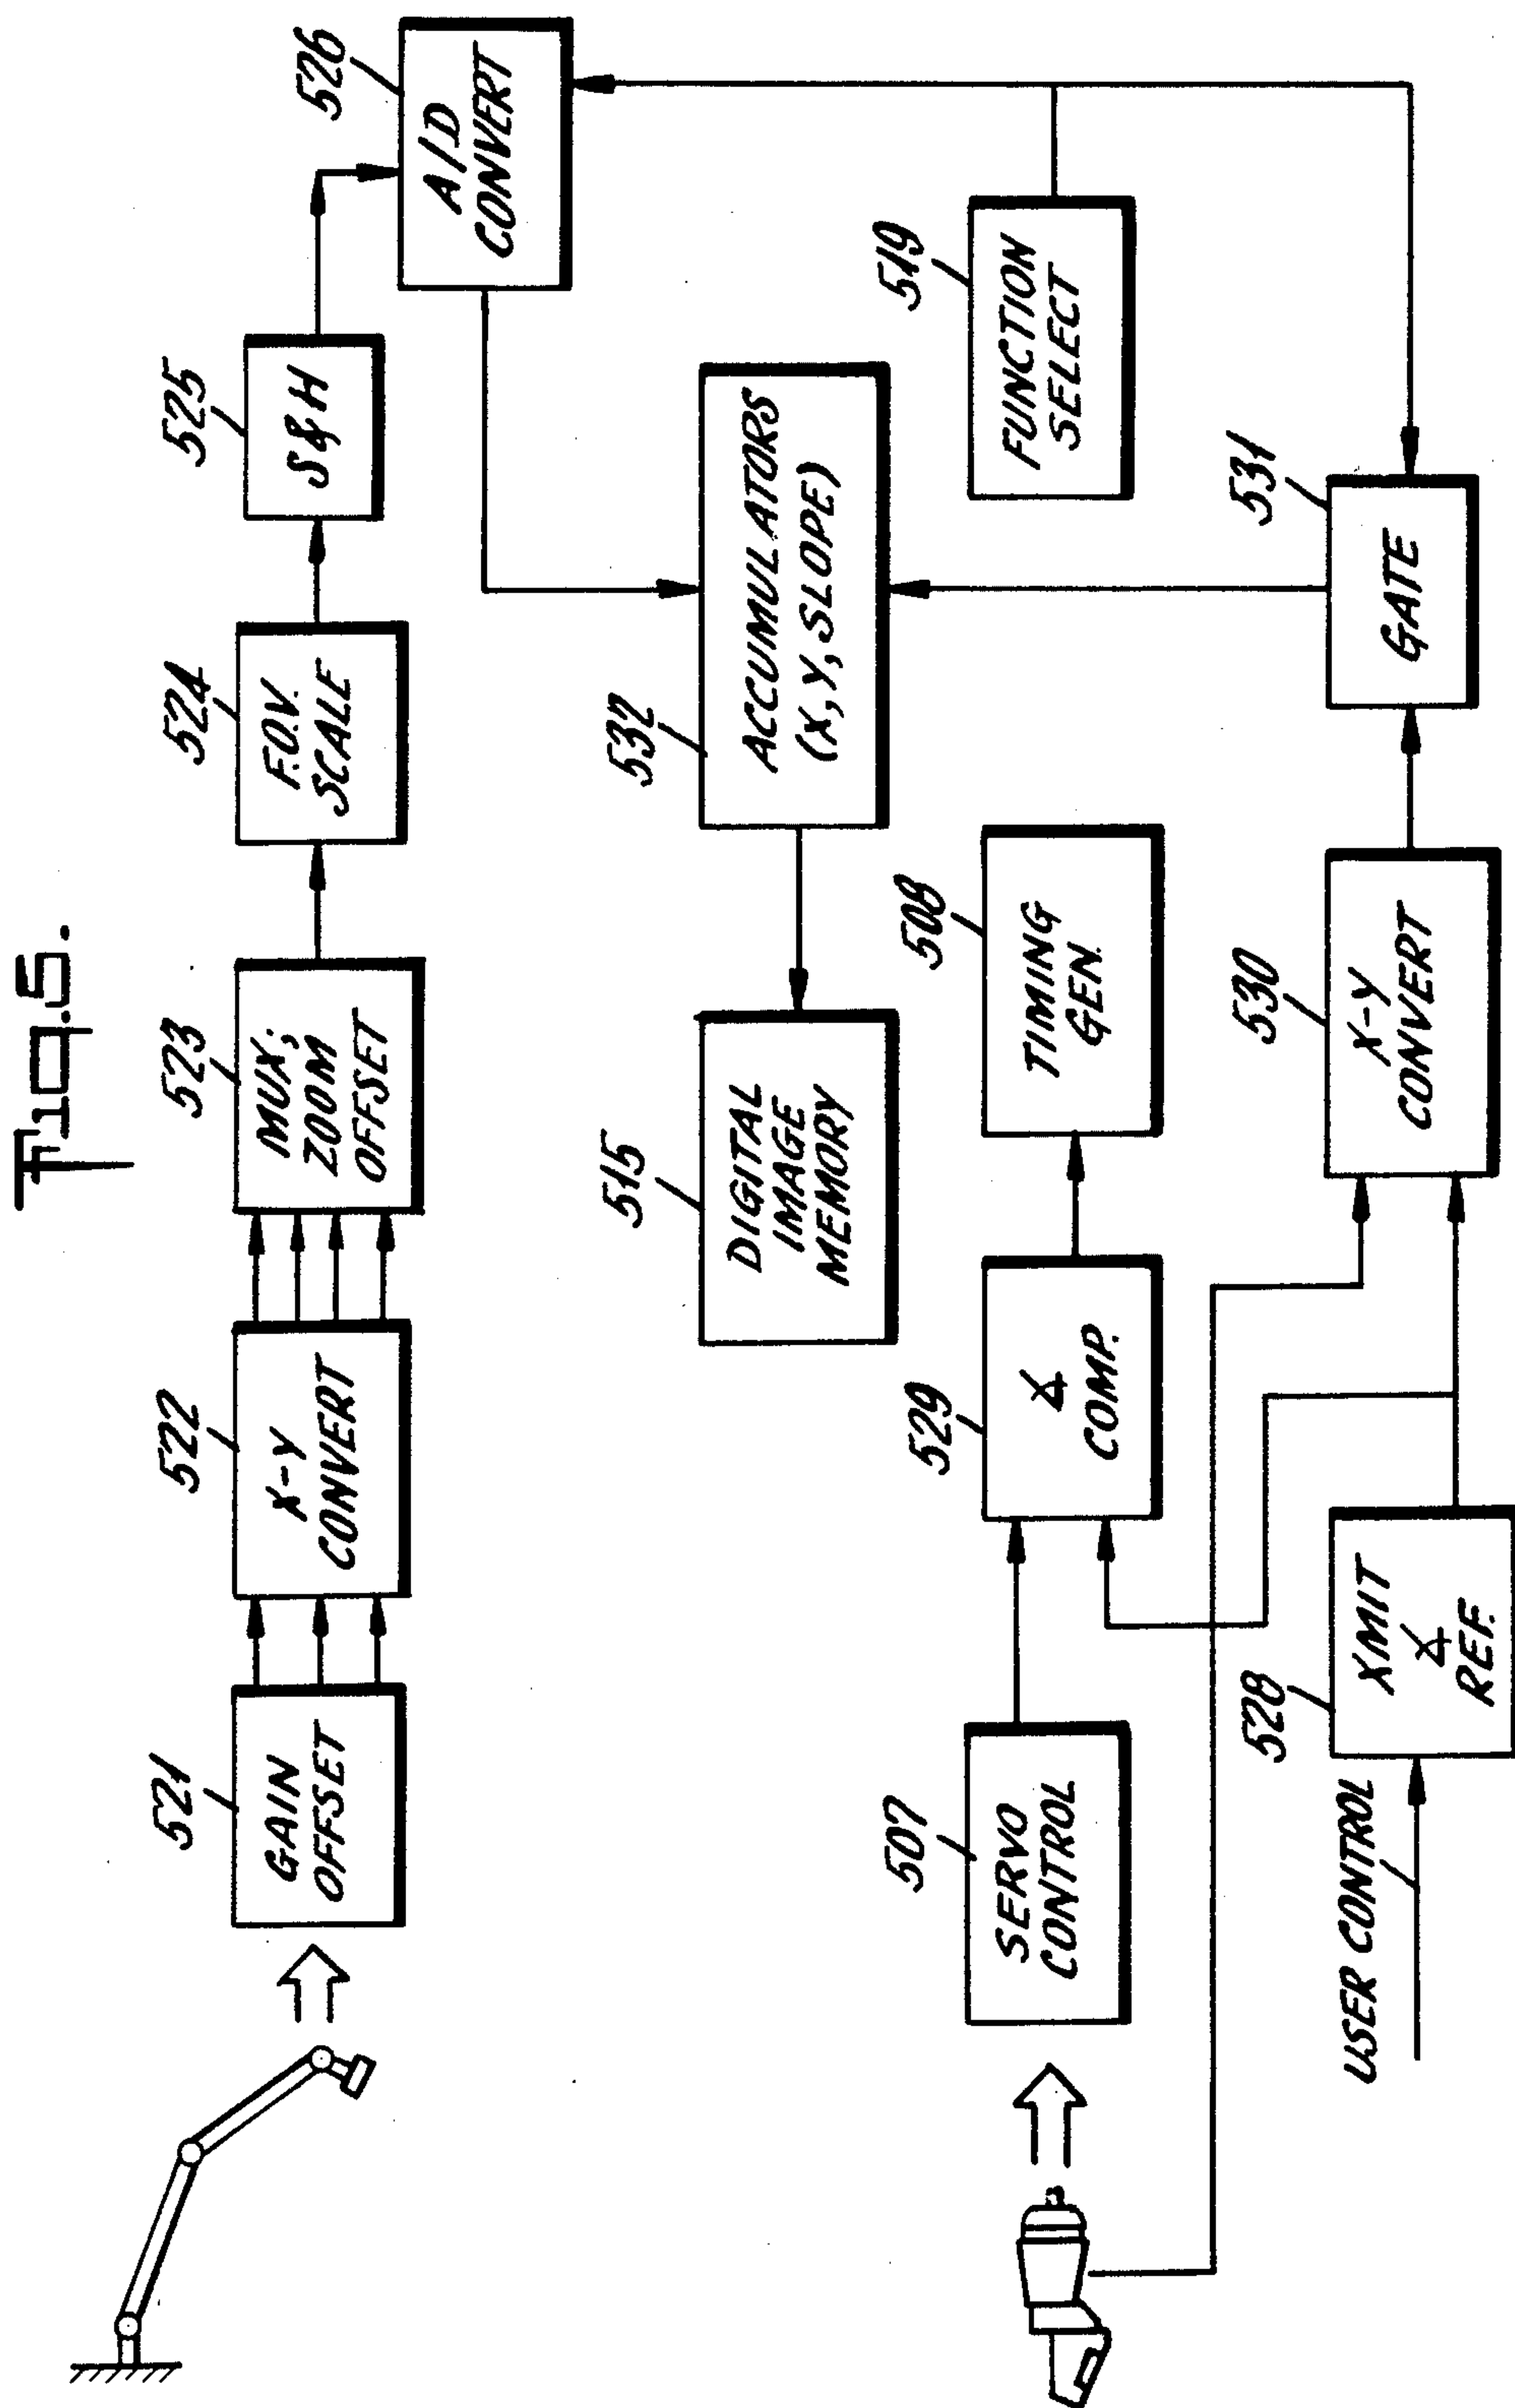 Fig.5.
521
GAIN
OFFSET
522
X-Y
CONVERT
523
MUX;
ZOOM
OFFSET
524
F.O.V.
SCALE
525
S&H
526
A/D
CONVERT
515
DIGITAL
IMAGE
MEMORY
532
ACCUMULATORS
(X,Y,SLOPE)
507
SERVO
CONTROL
529
∡
COMP.
508
TIMING
GEN.
519
FUNCTION
SELECT
USER CONTROL
528
XMIT
∡
REF.
530
X-Y
CONVERT
531
GATE